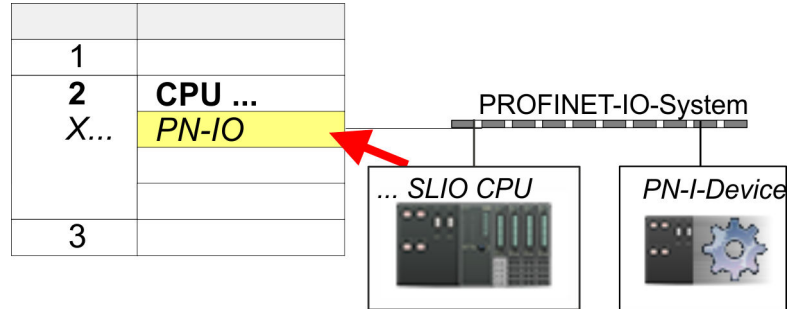 1
2 CPU ...
X... PN-IO
3
PROFINET-IO-System
... SLIO CPU
PN-I-Device